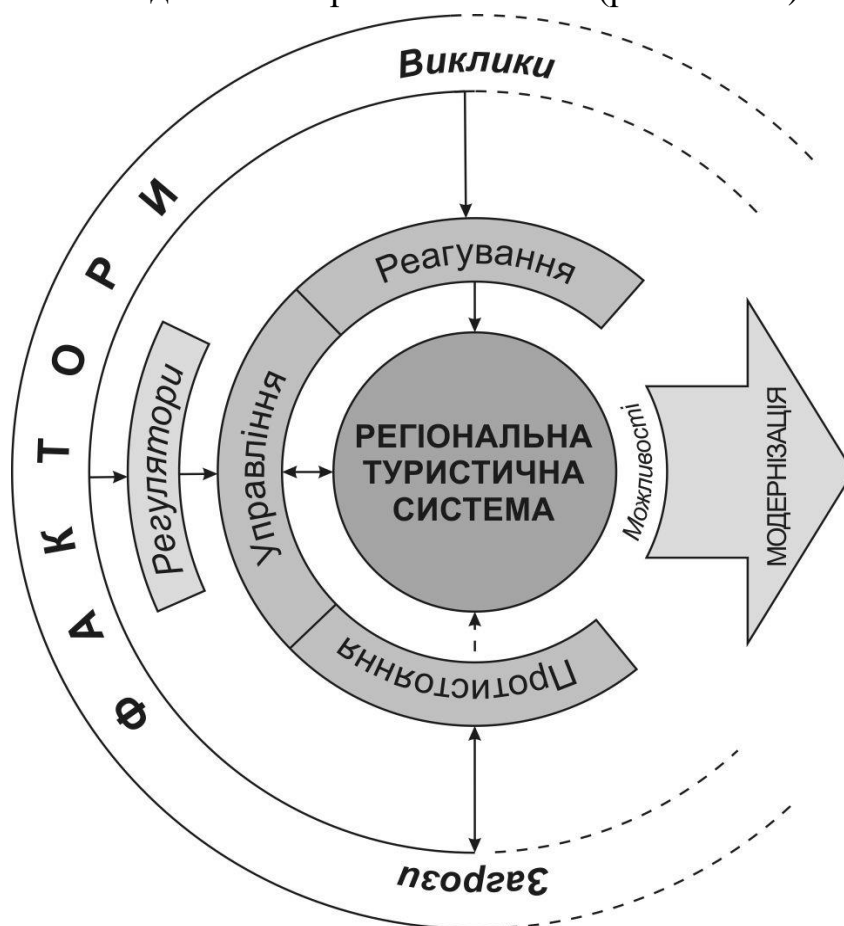 Виклики
ФАКТОРИ
Реагування
Регулятори
Управління
РЕГІОНАЛЬНА
ТУРИСТИЧНА
СИСТЕМА
Можливості
МОДЕРНІЗАЦІЯ
Протистояння
Загрози